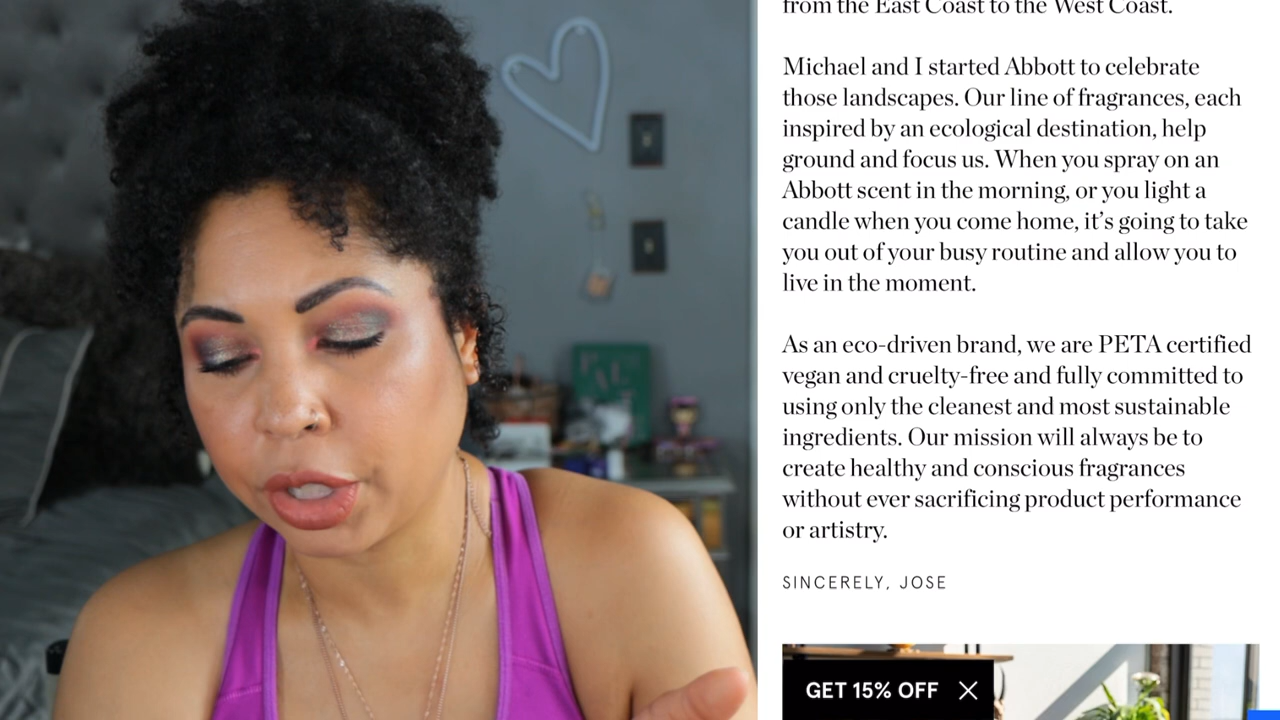 from the East Coast to the West Coast.
Michael and I started Abbott to celebrate
those landscapes. Our line of fragrances, each
inspired by an ecological destination, help
ground and focus us. When you spray on an
Abbott scent in the morning, or you light a
candle when you come home, it's going to take
you out of your busy routine and allow you to
live in the moment.
As an eco-driven brand, we are PETA certified
vegan and cruelty-free and fully committed to
using only the cleanest and most sustainable
ingredients. Our mission will always be to
create healthy and conscious fragrances
without ever sacrificing product performance
or artistry.
SINCERELY, JOSE
GET 15% OFF